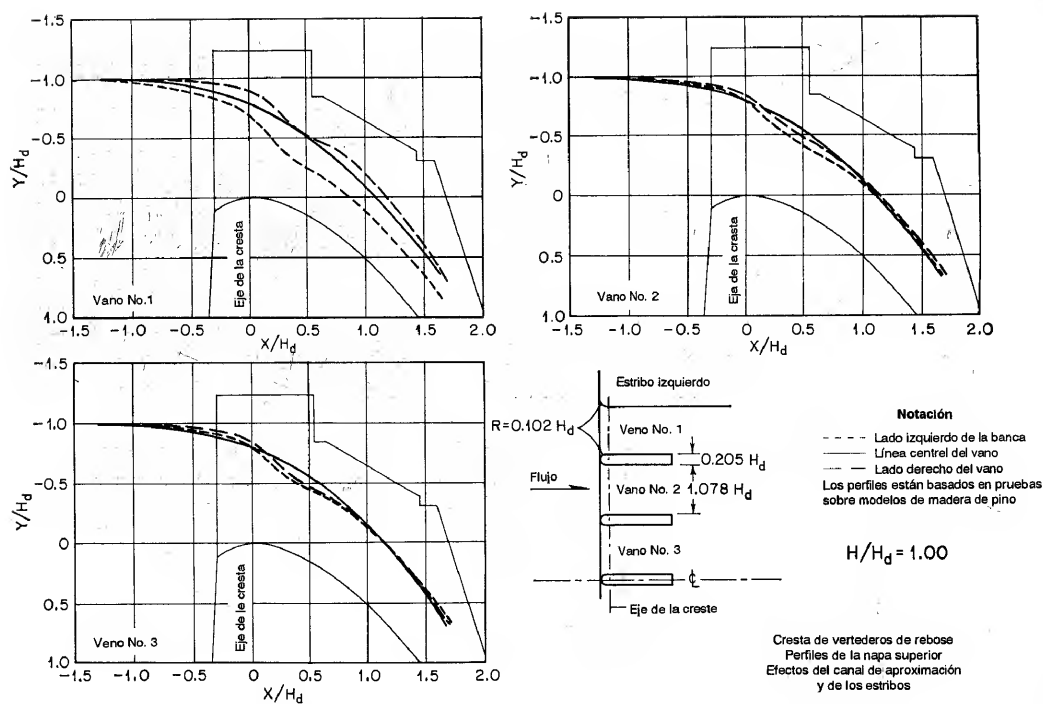 -1.5
-1.0
-0.5
0
0.5
1.0
Y/Hd
Vano No.1
Eje de la cresta
-1.5 -1.0 -0.5 0 0.5 1.0 1.5 2.0
X/Hd
-1.5
-1.0
-0.5
0
0.5
1.0
Y/Hd
Vano No. 2
Eja de la cresta
-1.5 -1.0 -0.5 0 0.5 1.0 1.5 2.0
X/Hd
-1.5
-1.0
-0.5
0
0.5
1.0
Y/Hd
Veno No. 3
Eje de le cresta
-1.5 -1.0 -0.5 0 0.5 1.0 1.5 2.0
X/Hd
Estribo izquierdo
R=0.102 Hd
Veno No. 1
0.205 Hd
Flujo
Vano No. 2 1.078 Hd
Vano No. 3
℄
Eje de la creste
Notación
Lado izquierdo de la banca
Línea centrel del vano
Lado derecho del vano
Los perfiles están basados en pruebas
sobre modelos de madera de pino
H/Hd = 1.00
Cresta de vertederos de rebose
Perfiles de la napa superior
Efectos del canal de aproximación
y de los estribos